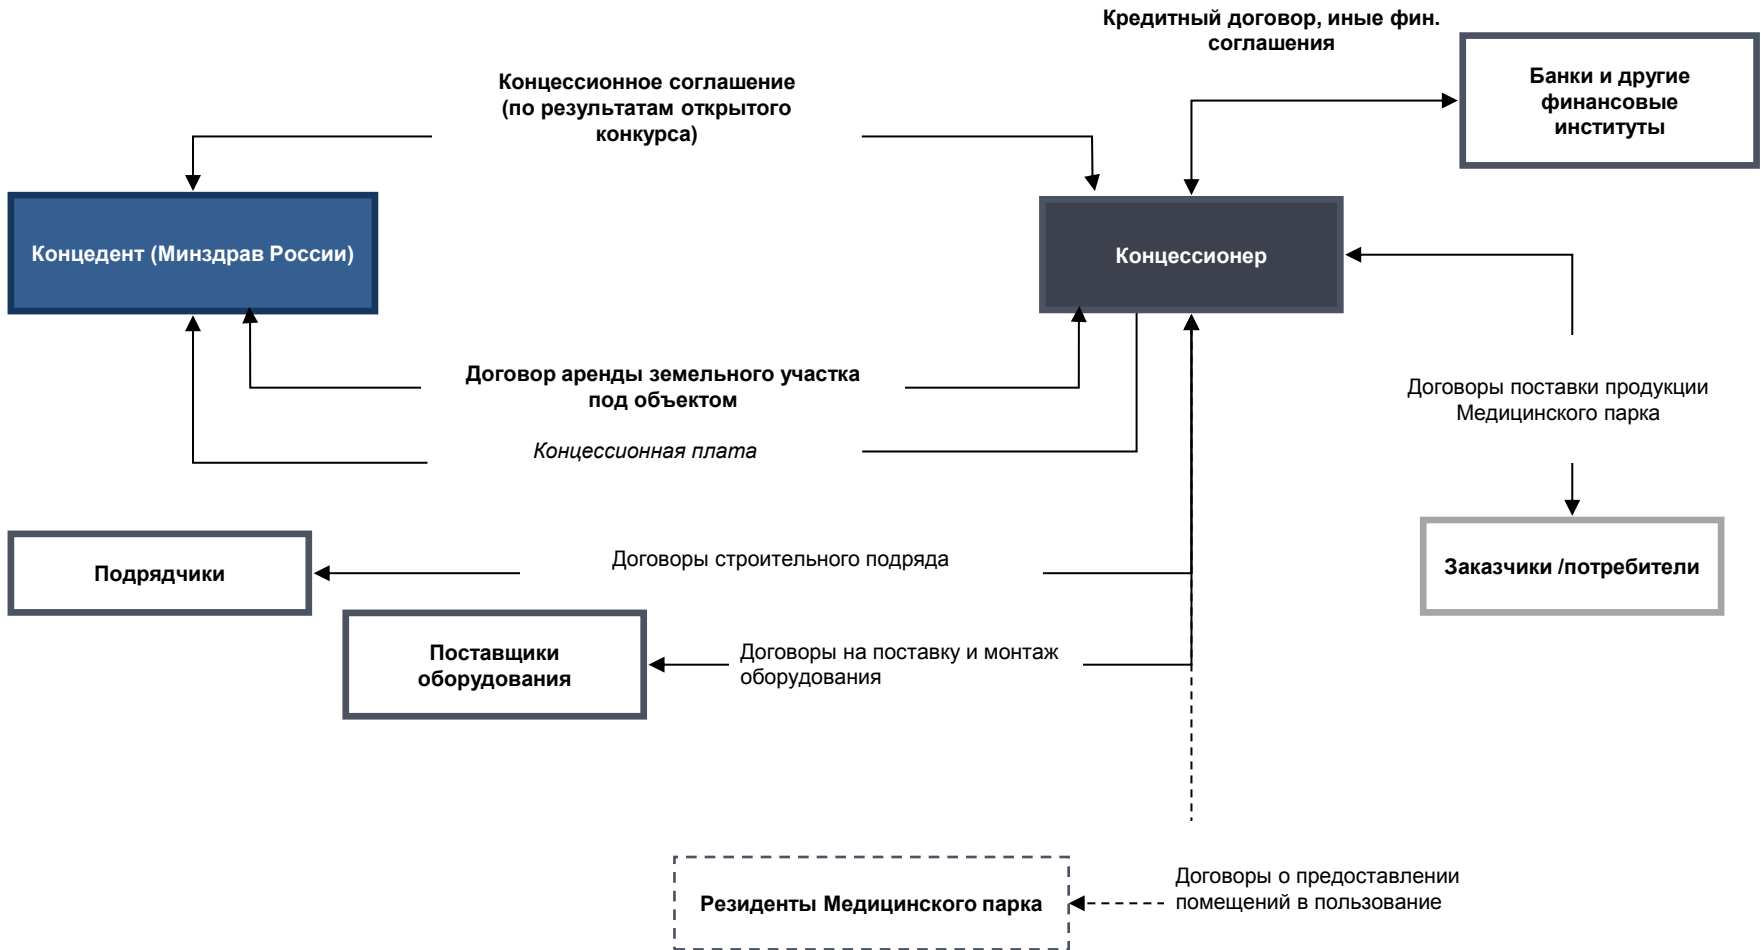 Кредитный договор, иные фин.
соглашения
Банки и другие
финансовые
институты
Концессионное соглашение
(по результатам открытого
конкурса)
Концедент (Минздрав России)
Концессионер
Договор аренды земельного участка
под объектом
Договоры поставки продукции
Медицинского парка
Концессионная плата
Подрядчики
Договоры строительного подряда
Заказчики /потребители
Поставщики
оборудования
Договоры на поставку и монтаж
оборудования
Резиденты Медицинского парка
Договоры о предоставлении
помещений в пользование